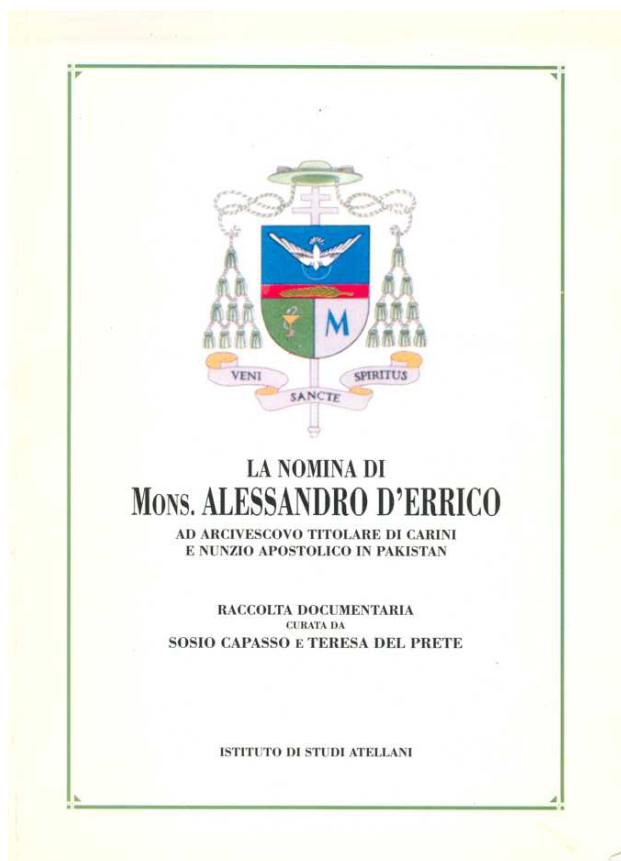 VENI
SANCTE
SPIRITUS
M
LA NOMINA DI
MONS. ALESSANDRO D'ERRICO
AD ARCIVESCOVO TITOLARE DI CARINI
E NUNZIO APOSTOLICO IN PAKISTAN
RACCOLTA DOCUMENTARIA
CURATA DA
SOSIO CAPASSO E TERESA DEL PRETE
ISTITUTO DI STUDI ATELLANI